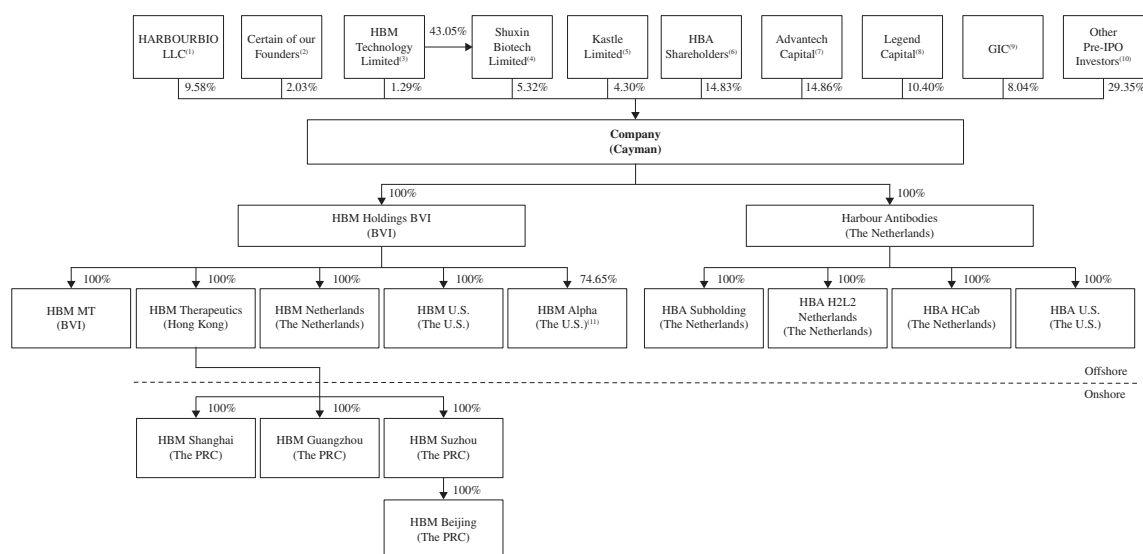 HARBOURBIO
LLC(1)
Certain of our
Founders(2)
HBM
Technology
Limited(3)
43.05%
Shuxin
Biotech
Limited(4)
Kastle
Limited(5)
HBA
Shareholders(6)
Advantech
Capital(7)
Legend
Capital(8)
GIC(9)
Other
Pre-IPO
Investors(10)
9.58%
2.03%
1.29%
5.32%
4.30%
14.83%
14.86%
10.40%
8.04%
29.35%
Company
(Cayman)
100%
100%
HBM Holdings BVI
(BVI)
Harbour Antibodies
(The Netherlands)
100%
100%
100%
100%
74.65%
100%
100%
100%
100%
HBM MT
(BVI)
HBM Therapeutics
(Hong Kong)
HBM Netherlands
(The Netherlands)
HBM U.S.
(The U.S.)
HBM Alpha
(The U.S.)(11)
HBA Subholding
(The Netherlands)
HBA H2L2
Netherlands
(The Netherlands)
HBA HCab
(The Netherlands)
HBA U.S.
(The U.S.)
Offshore
Onshore
100%
100%
100%
HBM Shanghai
(The PRC)
HBM Guangzhou
(The PRC)
HBM Suzhou
(The PRC)
100%
HBM Beijing
(The PRC)